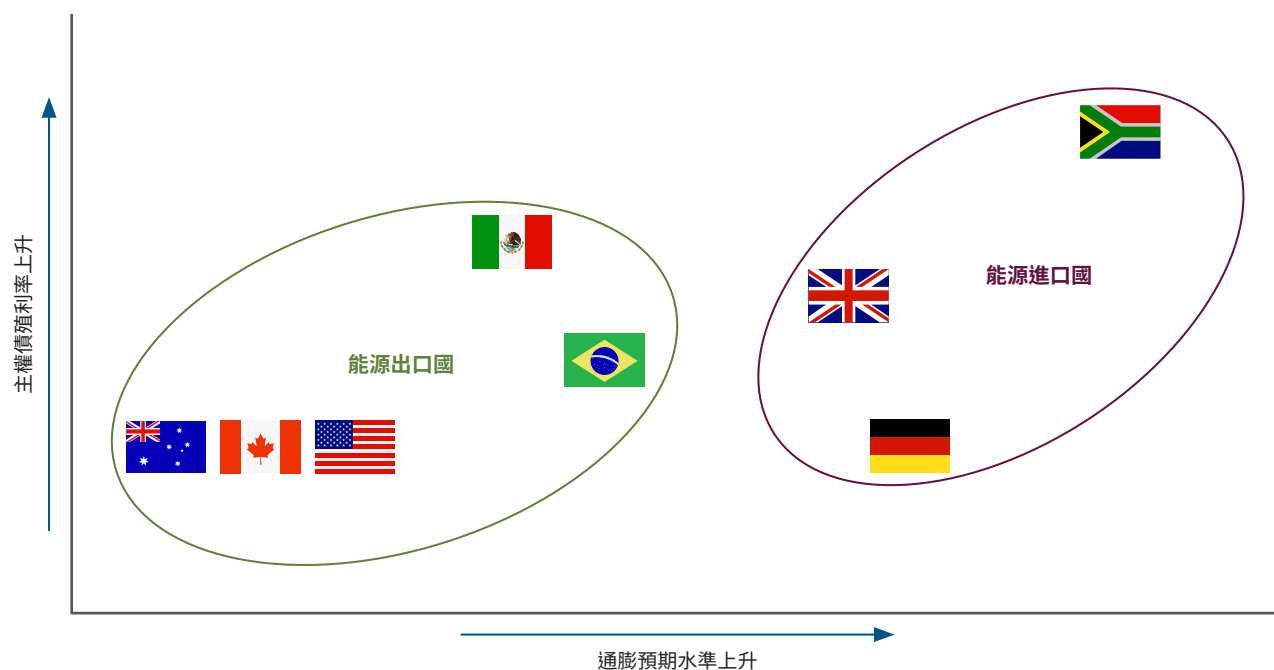 主權債殖利率上升
能源出口國
能源進口國
通膨預期水準上升